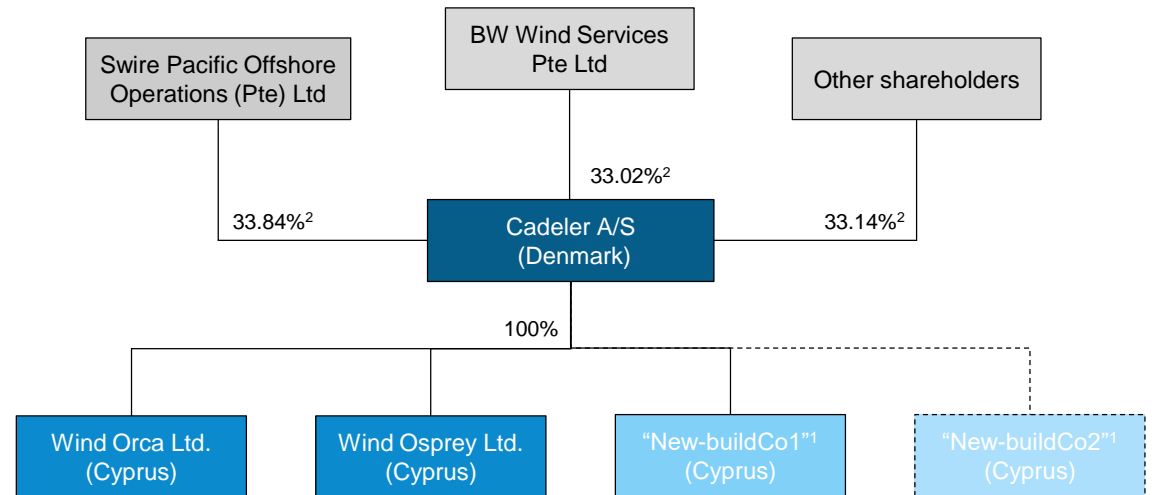 Swire Pacific Offshore
Operations (Pte) Ltd
BW Wind Services
Pte Ltd
Other shareholders
33.02%²
33.84%²
33.14%²
Cadeler A/S
(Denmark)
100%
Wind Orca Ltd.
(Cyprus)
Wind Osprey Ltd.
(Cyprus)
“New-buildCo1”¹
(Cyprus)
“New-buildCo2”¹
(Cyprus)